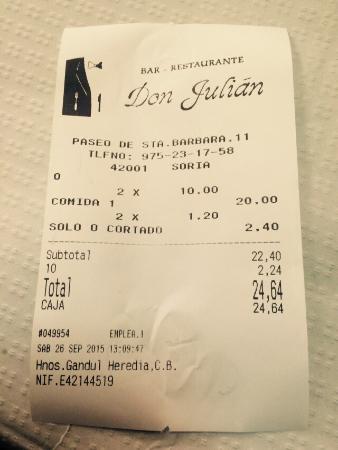 BAR - RESTAURANTE
Don Julián
PASEO DE STA.BARBARA.11
TLFNO: 975-23-17-58
42001 SORIA
O
2 X 10.00
COMIDA 1 20.00
2 X 1.20
SOLO O CORTADO 2.40
Subtotal 22,40
10 2,24
Total 24,64
CAJA 24,64
#049954 EMPLEA.1
SAB 26 SEP 2015 13:09:47
Hnos.Gandul Heredia,C.B.
NIF.E42144519